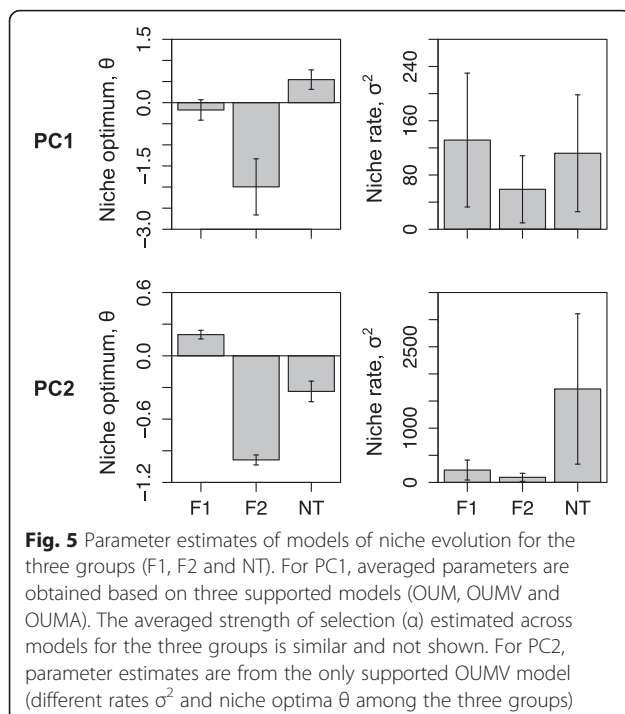 PC1
Niche optimum, θ
1.5
0.0
−1.5
−3.0
Niche rate, σ²
240
160
80
0
PC2
Niche optimum, θ
0.6
0.0
−0.6
−1.2
F1 F2 NT
Niche rate, σ²
2500
1000
0
F1 F2 NT
Fig. 5 Parameter estimates of models of niche evolution for the
three groups (F1, F2 and NT). For PC1, averaged parameters are
obtained based on three supported models (OUM, OUMV and
OUMA). The averaged strength of selection (α) estimated across
models for the three groups is similar and not shown. For PC2,
parameter estimates are from the only supported OUMV model
(different rates σ² and niche optima θ among the three groups)